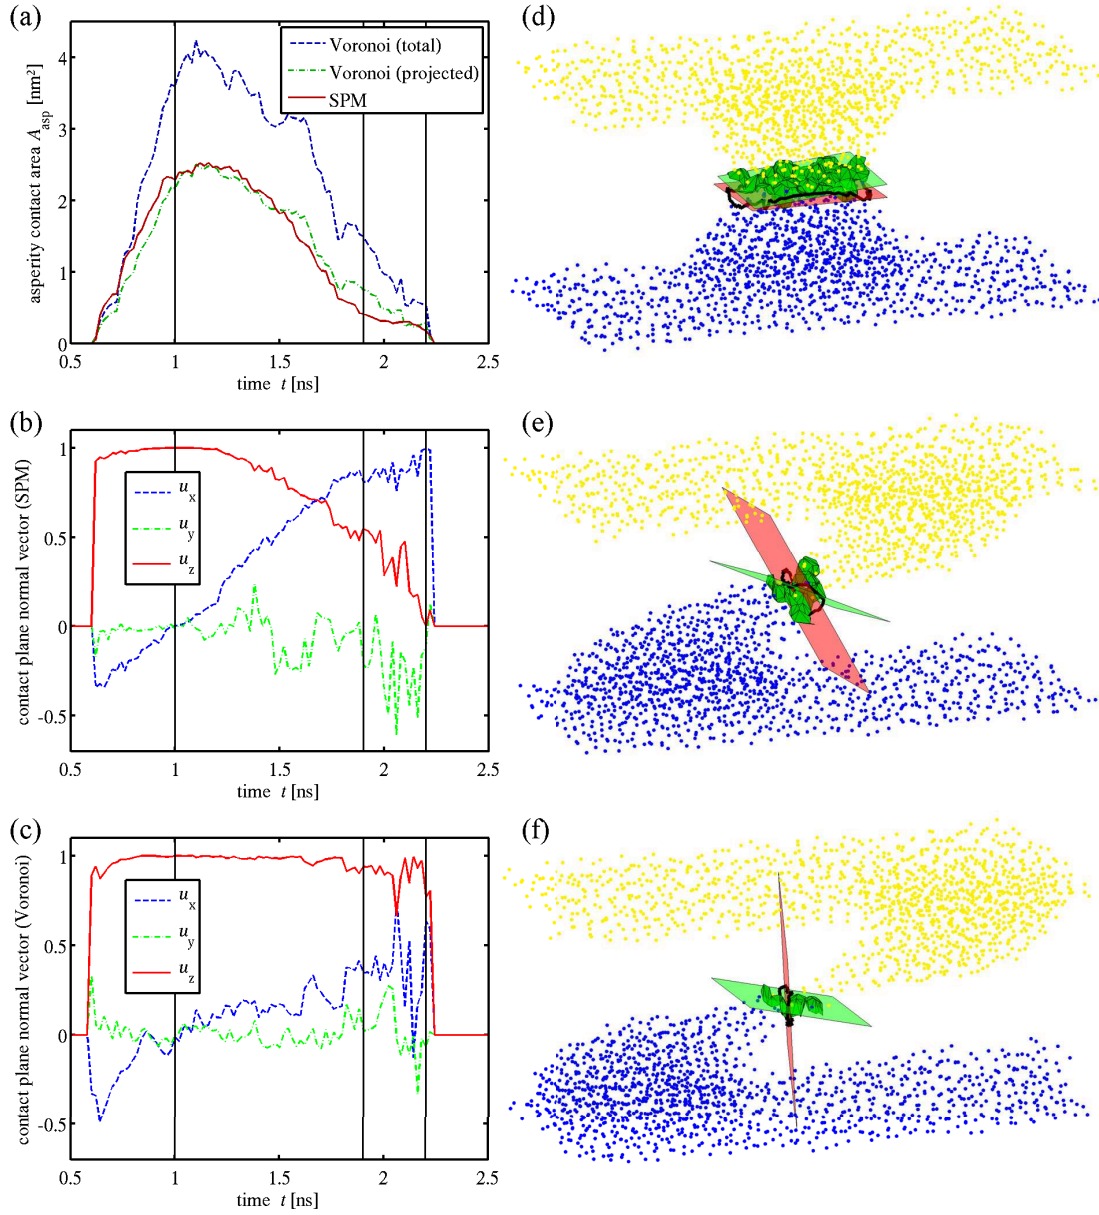 (a)
asperity contact area A_asp [nm²]
4
3
2
1
0
0.5
1
1.5
2
2.5
time t [ns]
Voronoi (total)
Voronoi (projected)
SPM
(d)
(b)
contact plane normal vector (SPM)
1
0.5
0
-0.5
0.5
1
1.5
2
2.5
time t [ns]
u_x
u_y
u_z
(e)
(c)
contact plane normal vector (Voronoi)
1
0.5
0
-0.5
0.5
1
1.5
2
2.5
time t [ns]
u_x
u_y
u_z
(f)